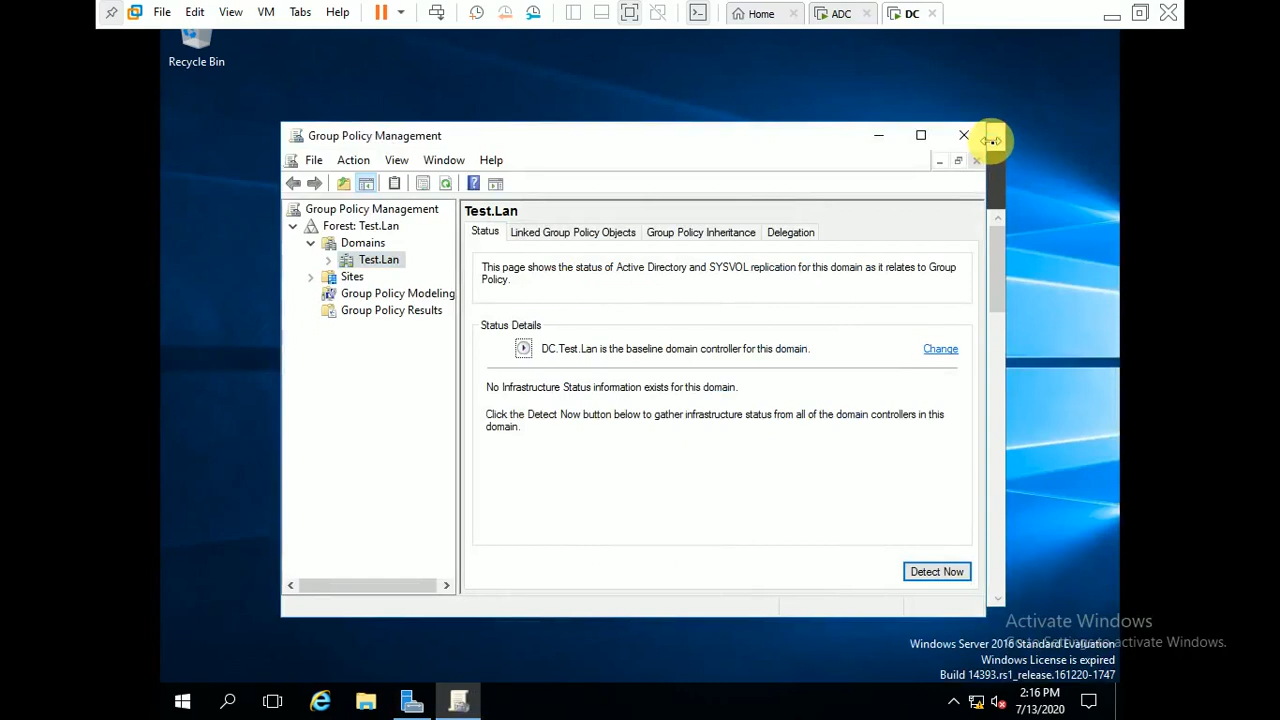 File Edit View VM Tabs Help Home ADC DC
Recycle Bin
Group Policy Management
File Action View Window Help
Group Policy Management
Forest: Test.Lan
Domains
Test.Lan
Sites
Group Policy Modeling
Group Policy Results
Test.Lan
Status Linked Group Policy Objects Group Policy Inheritance Delegation
This page shows the status of Active Directory and SYSVOL replication for this domain as it relates to Group
Policy.
Status Details
DC.Test.Lan is the baseline domain controller for this domain. Change
No Infrastructure Status information exists for this domain.
Click the Detect Now button below to gather infrastructure status from all of the domain controllers in this
domain.
Detect Now
Activate Windows
Go to Settings to activate Windows.
Windows Server 2016 Standard Evaluation
Windows License is expired
Build 14393.rs1_release.161220-1747
2:16 PM
7/13/2020